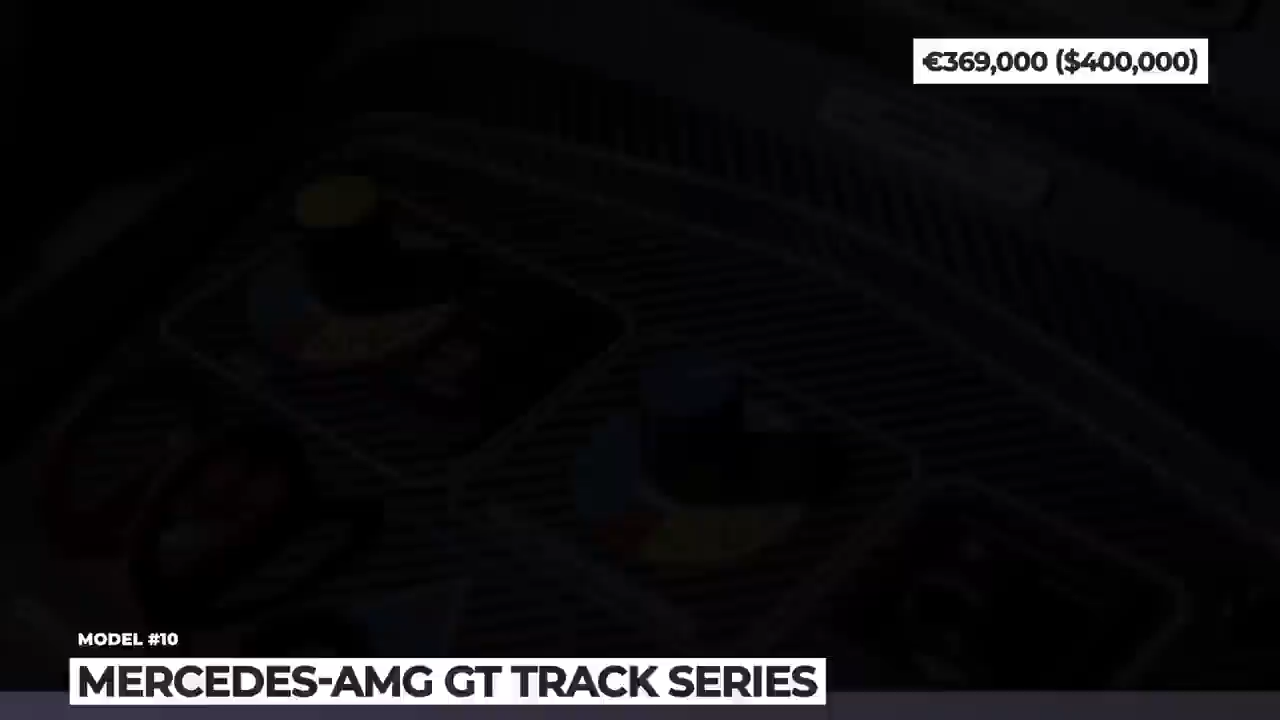 €369,000 ($400,000)
MODEL #10
MERCEDES-AMG GT TRACK SERIES